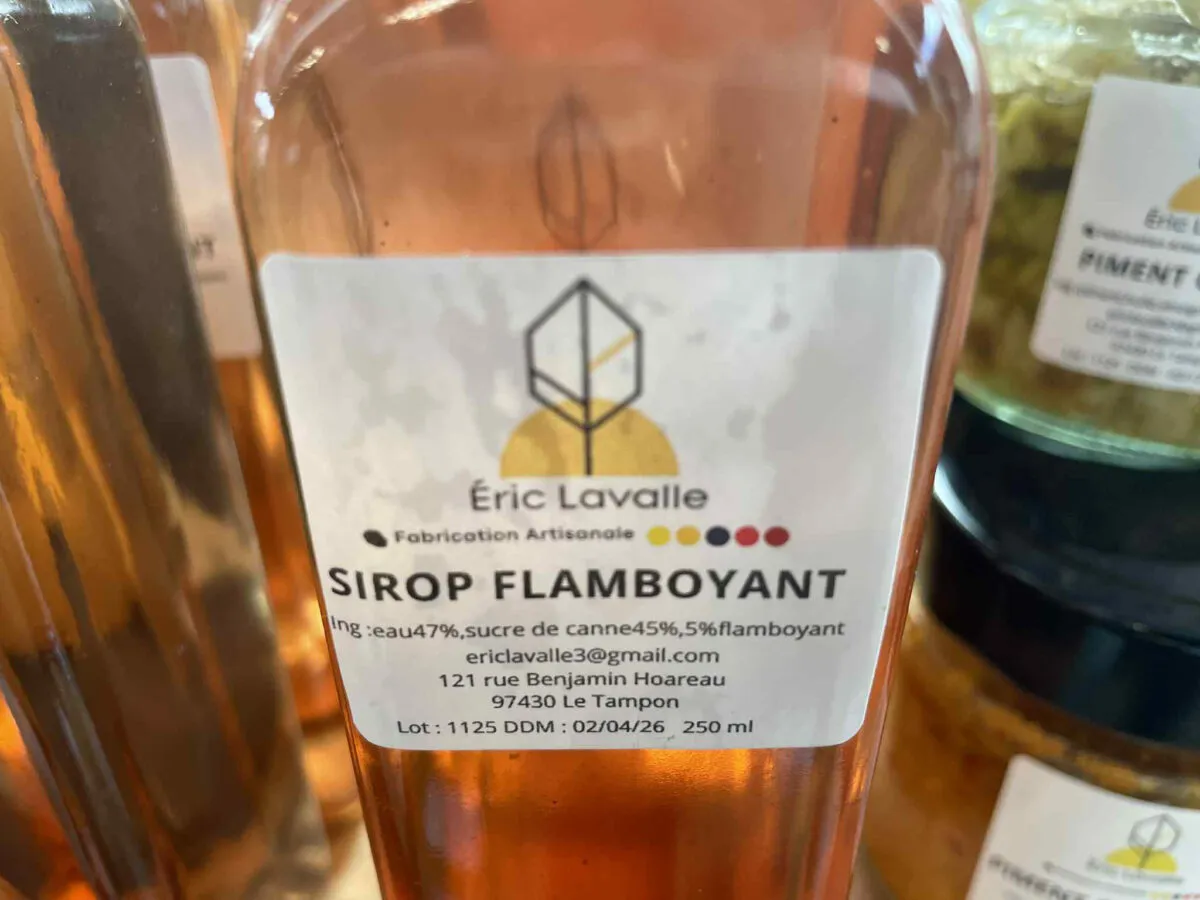 Éric Lavalle
Fabrication Artisanale
SIROP FLAMBOYANT
Ing :eau47%,sucre de canne45%,5%flamboyant
ericlavalle3@gmail.com
121 rue Benjamin Hoareau
97430 Le Tampon
Lot : 1125 DDM : 02/04/26 250 ml
Éric L
PIMENT
PIMENT